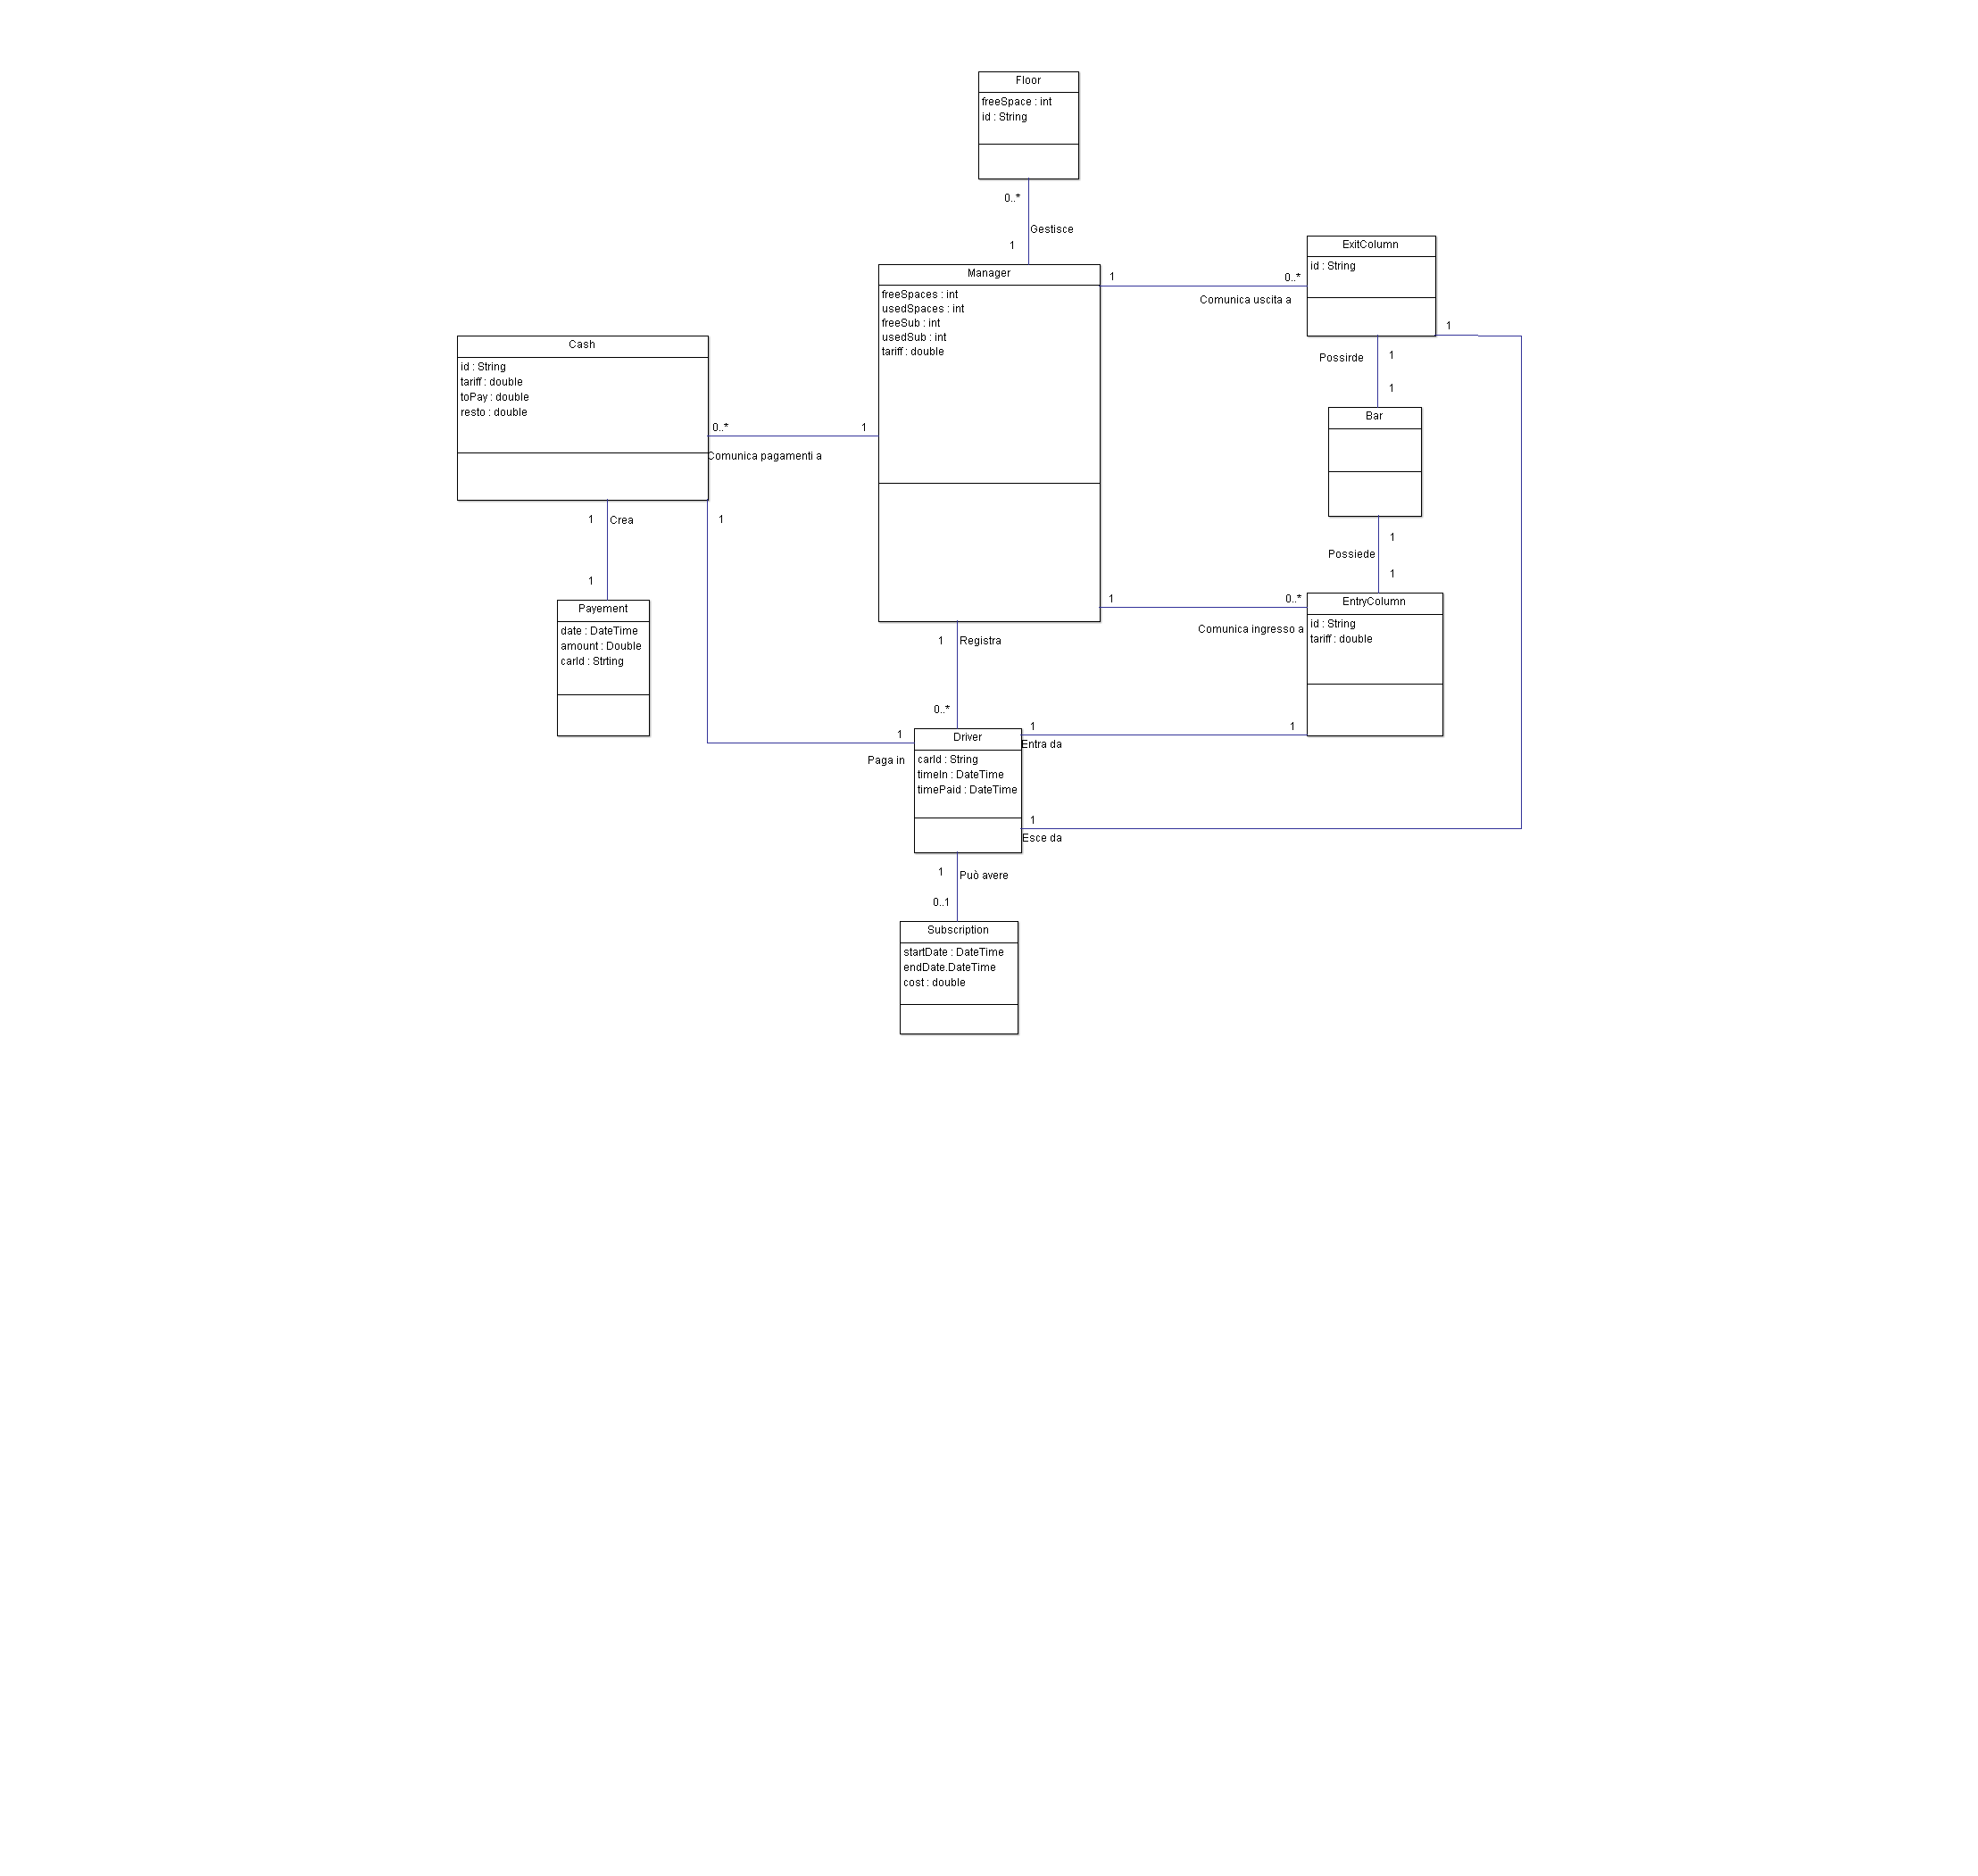 Floor
freeSpace : int
id : String
0..*
Gestisce
1
ExitColumn
id : String
Manager
freeSpaces : int
usedSpaces : int
freeSub : int
usedSub : int
tariff : double
1
0..*
Comunica uscita a
1
Cash
id : String
tariff : double
toPay : double
resto : double
Possirde
1
1
Bar
0..*
1
Comunica pagamenti a
1
Crea
1
1
1
Possiede
1
Payement
date : DateTime
amount : Double
carId : Strting
1
0..*
Comunica ingresso a
EntryColumn
id : String
tariff : double
1
Registra
0..*
1
Paga in
Driver
carId : String
timeIn : DateTime
timePaid : DateTime
1
1
Entra da
1
Esce da
1
Può avere
0..1
Subscription
startDate : DateTime
endDate.DateTime
cost : double